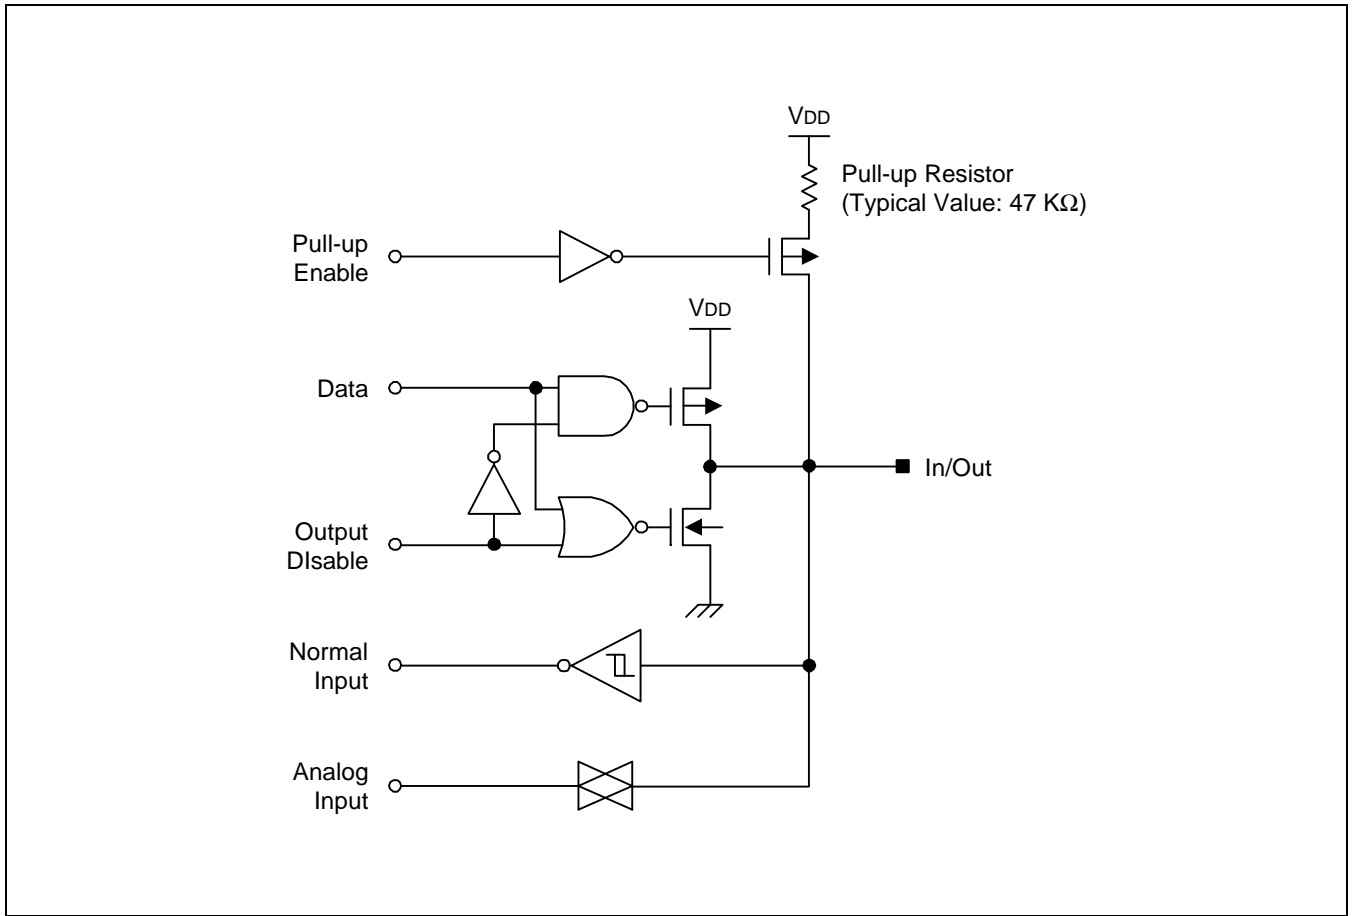 VDD
Pull-up Resistor
(Typical Value: 47 KΩ)
Pull-up
Enable
VDD
Data
In/Out
Output
DIsable
Normal
Input
Analog
Input